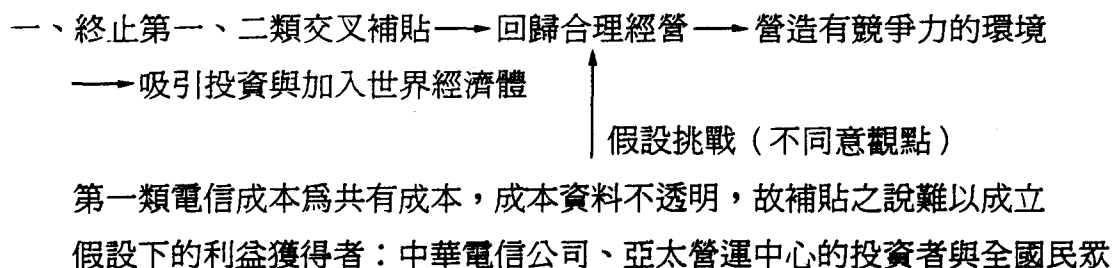 一、終止第一、二類交叉補貼→回歸合理經營→營造有競爭力的環境
→吸引投資與加入世界經濟體
假設挑戰（不同意觀點）
第一類電信成本爲共有成本，成本資料不透明，故補貼之說難以成立
假設下的利益獲得者：中華電信公司、亞太營運中心的投資者與全國民眾